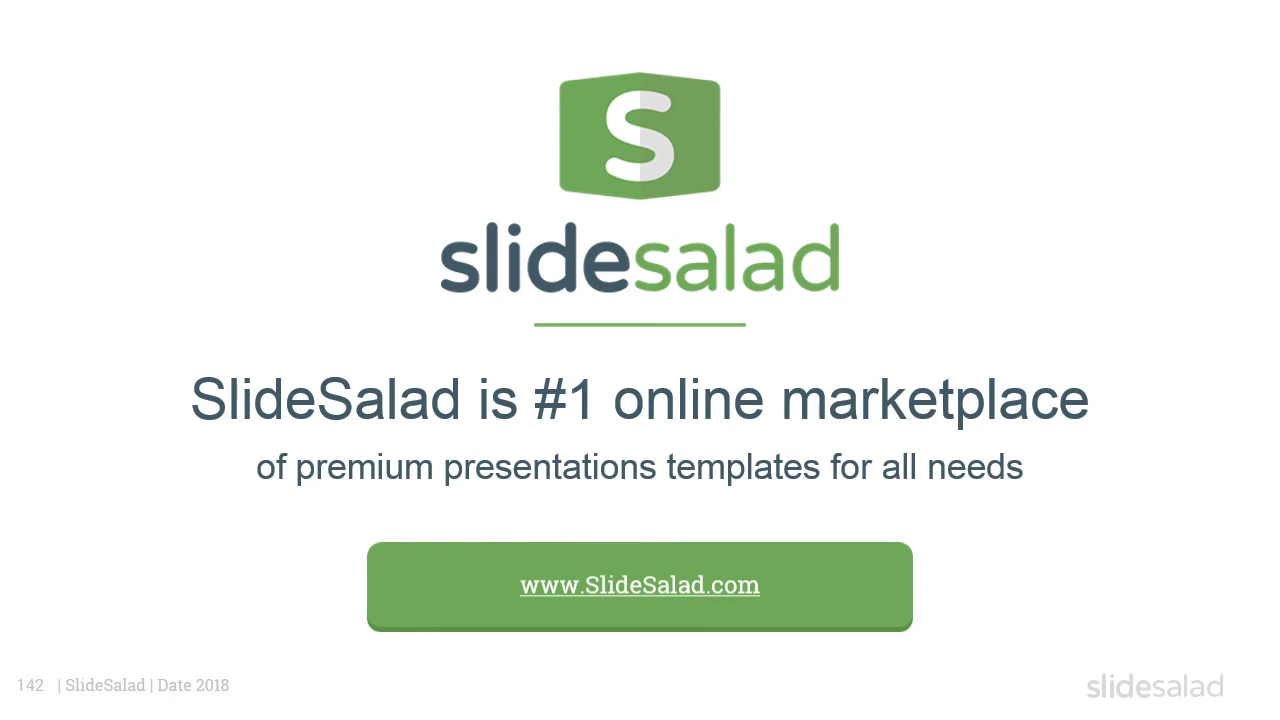 S
slidesalad
SlideSalad is #1 online marketplace
of premium presentations templates for all needs
www.SlideSalad.com
142 | SlideSalad | Date 2018
slidesalad